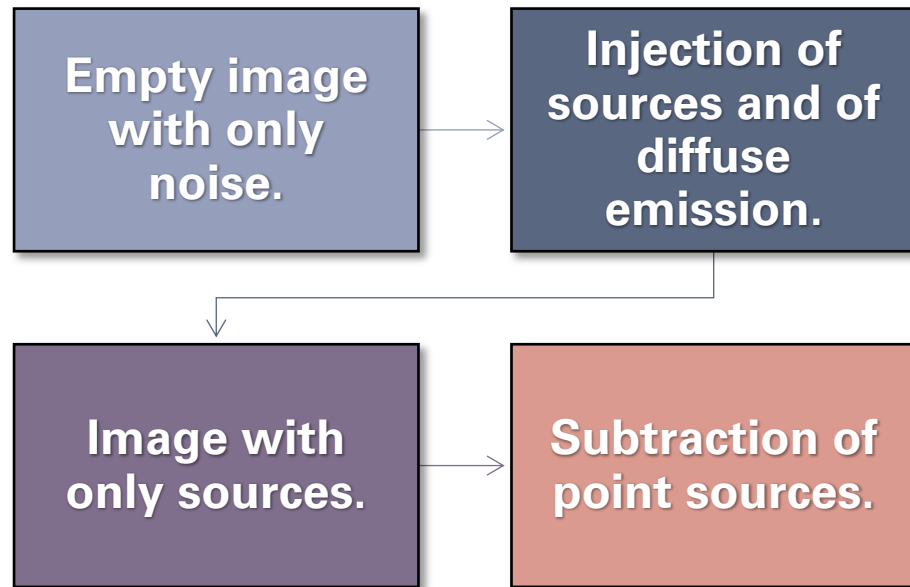 Empty image
with only
noise.
Injection of
sources and of
diffuse
emission.
Image with
only sources.
Subtraction of
point sources.